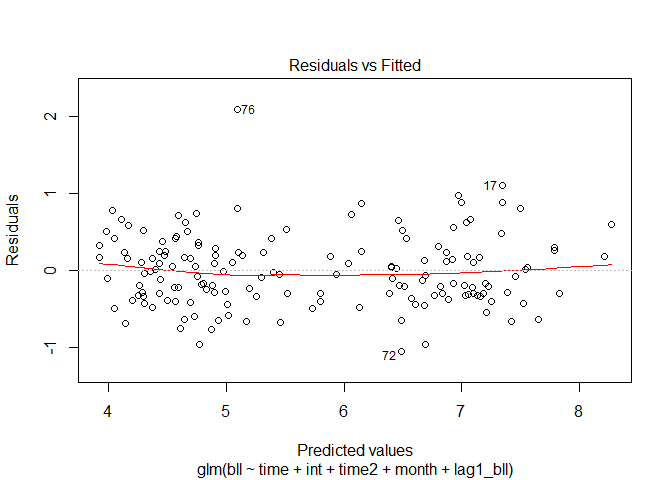 Residuals vs Fitted
Residuals
2
1
0
-1
76
17
72
4 5 6 7 8
Predicted values
glm(bll ~ time + int + time2 + month + lag1_bll)